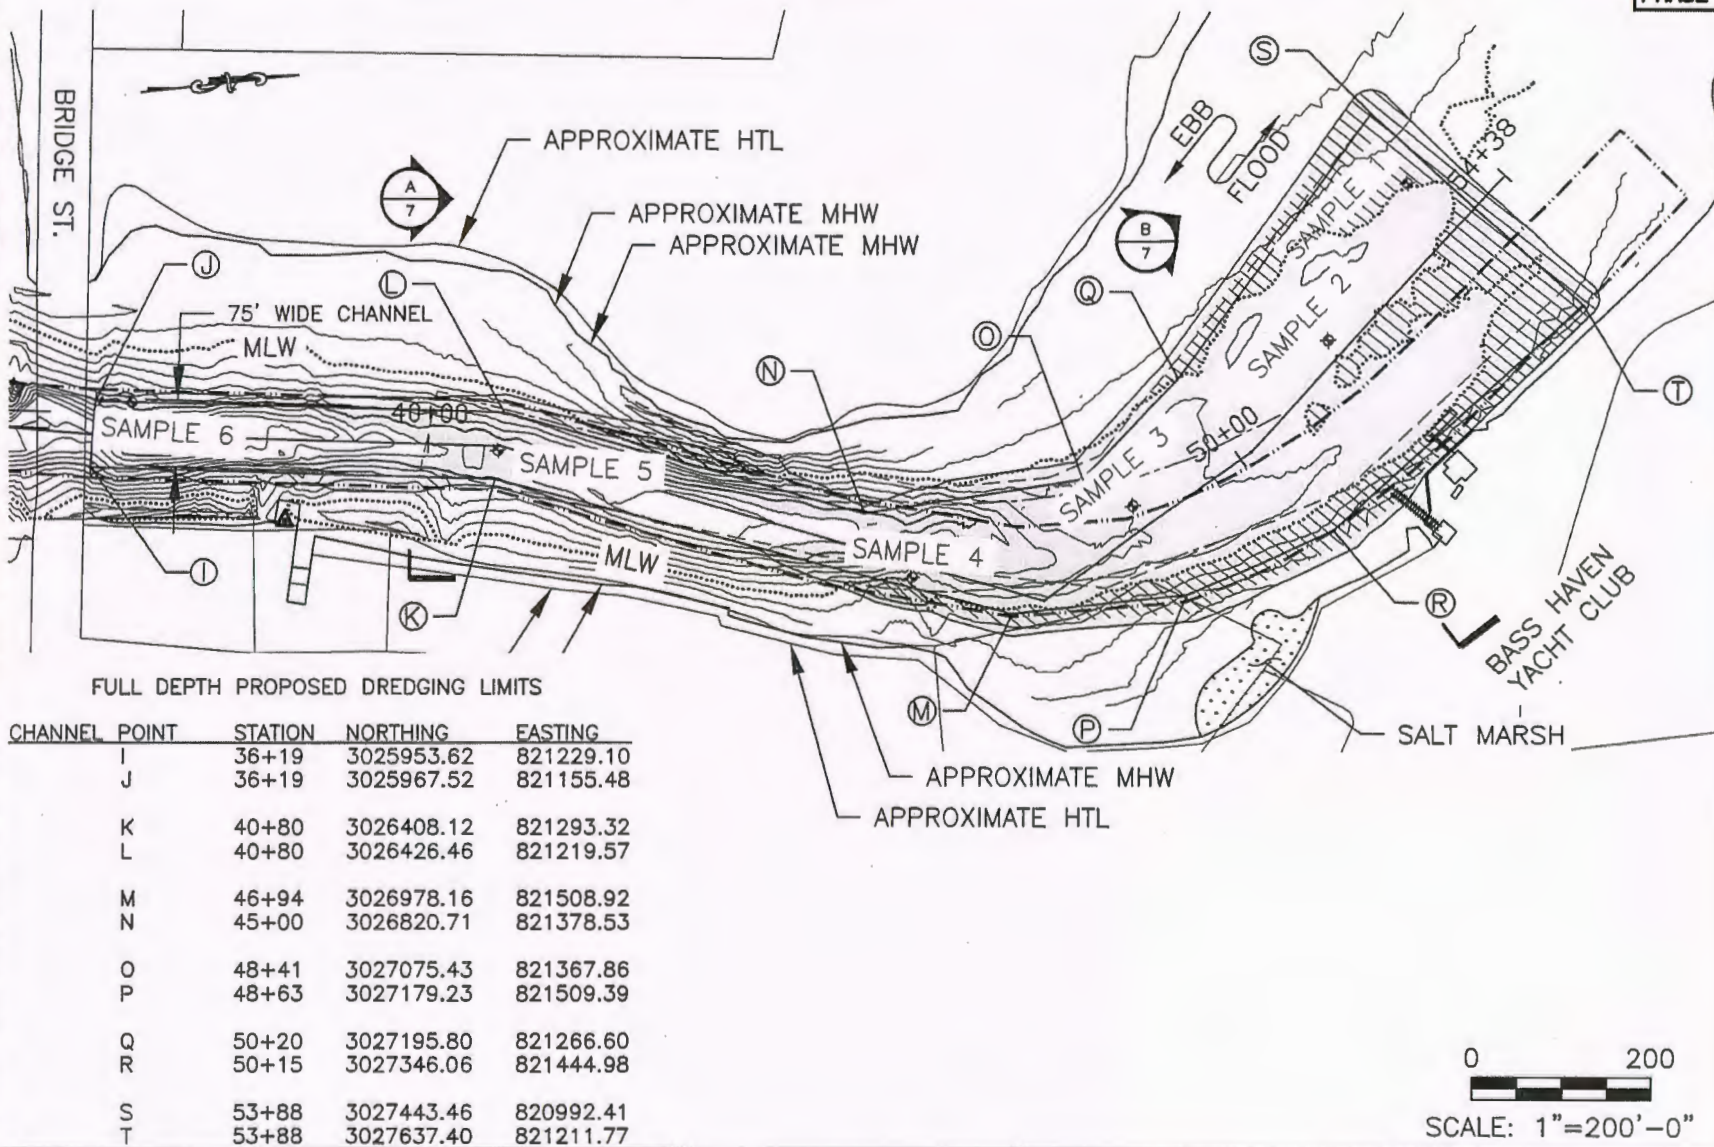 BRIDGE ST.
APPROXIMATE HTL
A
7
APPROXIMATE MHW
APPROXIMATE MHW
EBB
FLOOD
B
7
S
J
L
75' WIDE CHANNEL
MLW
Q
O
N
T
SAMPLE
SAMPLE 2
SAMPLE 3
50+00
40+00
SAMPLE 6
SAMPLE 5
SAMPLE 4
MLW
I
K
R
M
P
BASS HAVEN
YACHT CLUB
SALT MARSH
APPROXIMATE MHW
APPROXIMATE HTL
FULL DEPTH PROPOSED DREDGING LIMITS
CHANNEL POINT STATION NORTHING EASTING
I 36+19 3025953.62 821229.10
J 36+19 3025967.52 821155.48
K 40+80 3026408.12 821293.32
L 40+80 3026426.46 821219.57
M 46+94 3026978.16 821508.92
N 45+00 3026820.71 821378.53
O 48+41 3027075.43 821367.86
P 48+63 3027179.23 821509.39
Q 50+20 3027195.80 821266.60
R 50+15 3027346.06 821444.98
S 53+88 3027443.46 820992.41
T 53+88 3027637.40 821211.77
0 200
SCALE: 1"=200'-0"